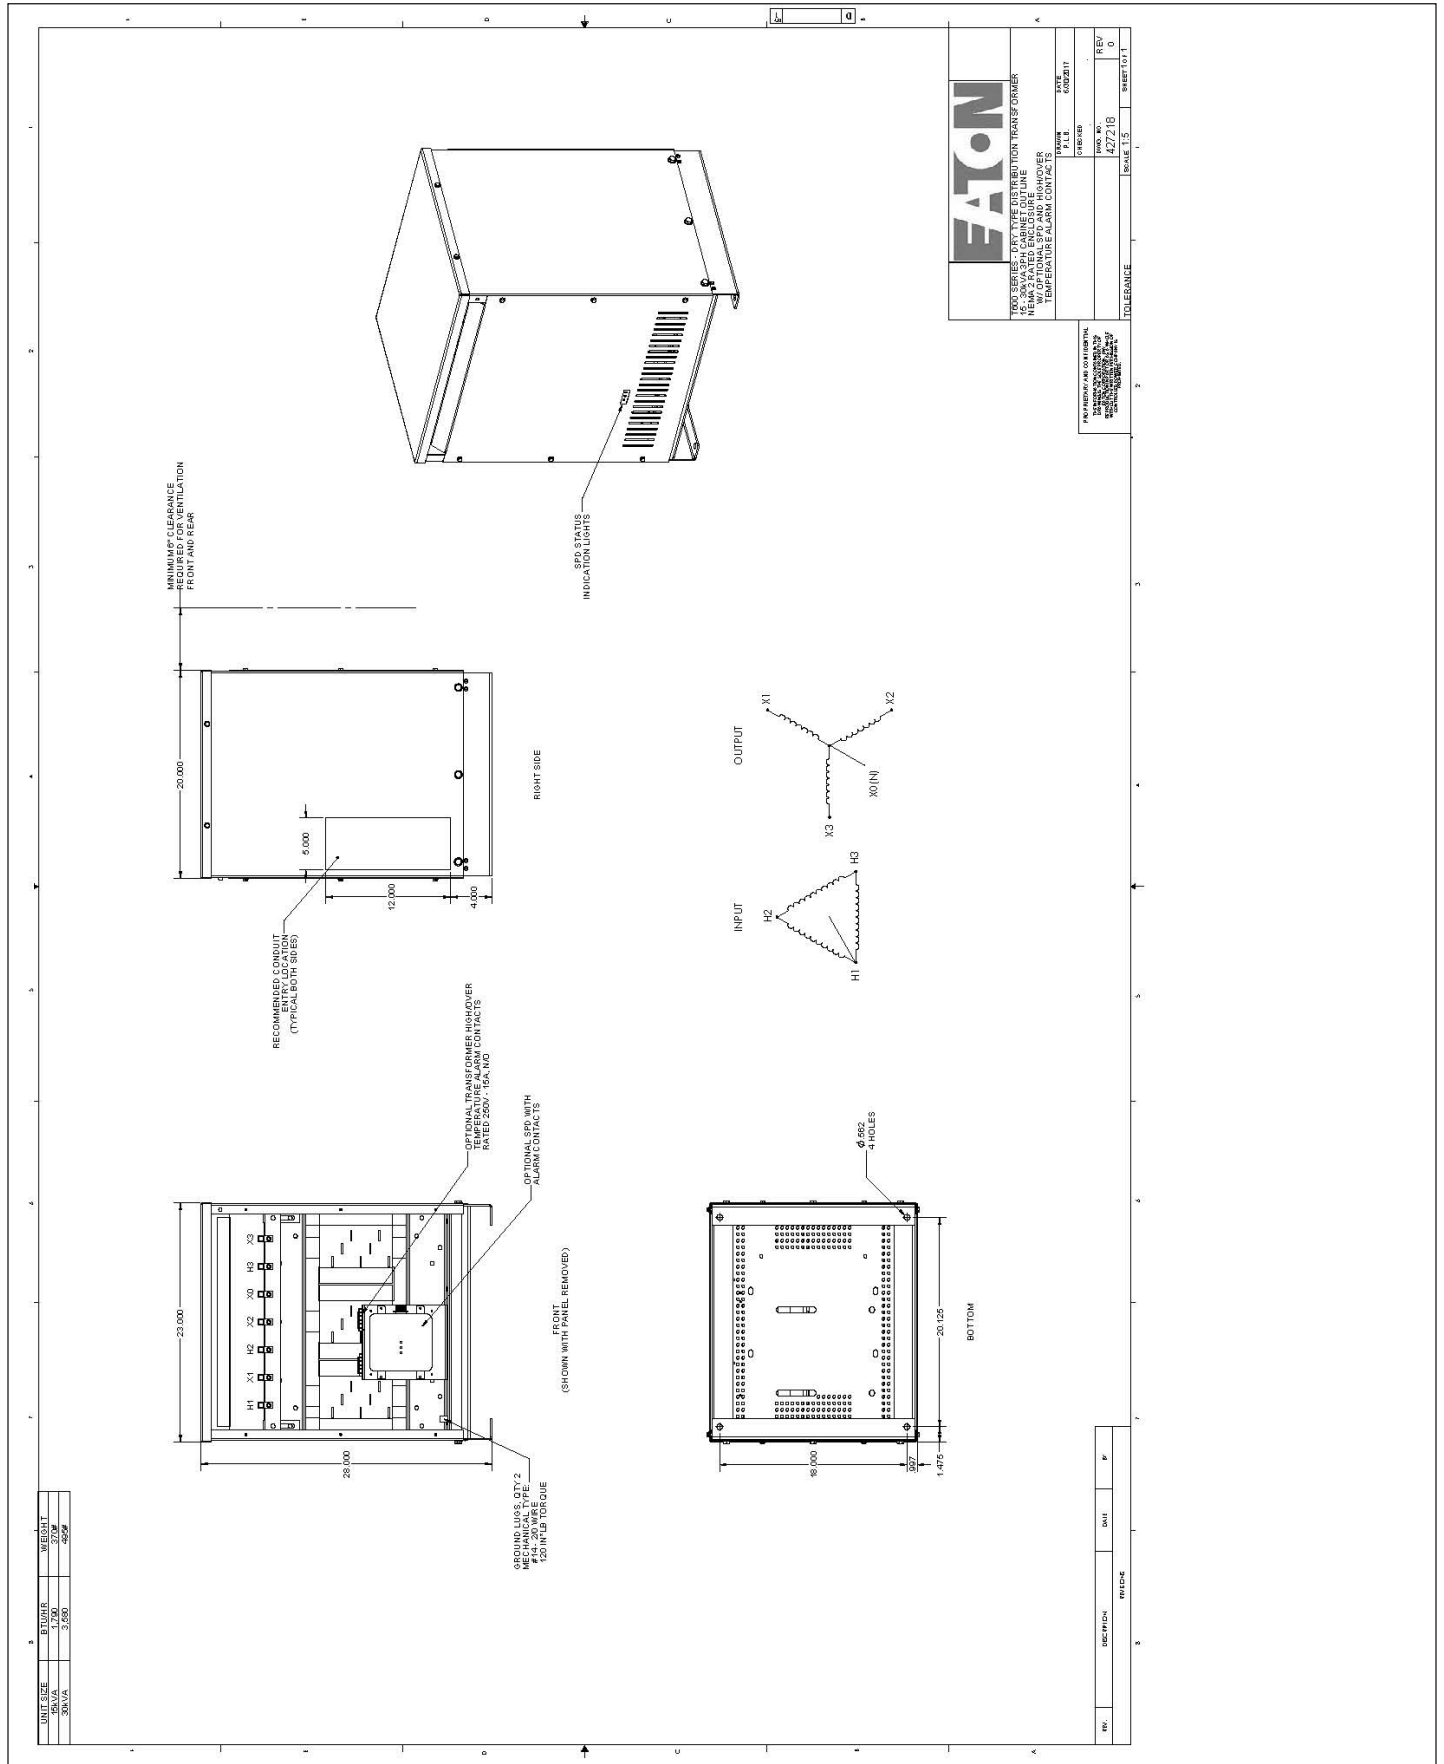 UNIT SIZE BTU/HR WEIGHT
15kVA 1,790 370#
30kVA 3,580 495#
23.000
28.000
H1 X1 H2 X2 X0 H3 X3
GROUND LUGS, QTY 2
MECHANICAL TYPE:
#14 - 2/0 WIRE
120 IN*LB TORQUE
OPTIONAL TRANSFORMER HIGH/OVER
TEMPERATURE ALARM CONTACTS
RATED 250V - 15A, N/O
OPTIONAL SPD WITH
ALARM CONTACTS
FRONT
(SHOWN WITH PANEL REMOVED)
RECOMMENDED CONDUIT
ENTRY LOCATION
(TYPICAL BOTH SIDES)
20.000
5.000
12.000
4.000
RIGHT SIDE
MINIMUM 6" CLEARANCE
REQUIRED FOR VENTILATION
FRONT AND REAR
SPD STATUS
INDICATION LIGHTS
18.000
.997
1.475
20.125
Ø.562
4 HOLES
BOTTOM
INPUT
H2
H1
H3
OUTPUT
X1
X2
X3
X0(N)
EATON
T600 SERIES - DRY TYPE DISTRIBUTION TRANSFORMER
15 - 30kVA 3PH CABINET OUTLINE
NEMA 2 RATED ENCLOSURE
W/ OPTIONAL SPD AND HIGH/OVER
TEMPERATURE ALARM CONTACTS
DRAWN
P.L.B.
DATE
6/30/2017
CHECKED
DWG. NO.
427218
REV
0
TOLERANCE
SCALE 1:5
SHEET 1 of 1
PROPRIETARY AND CONFIDENTIAL
REV.
DESCRIPTION
DATE
BY
REVISIONS